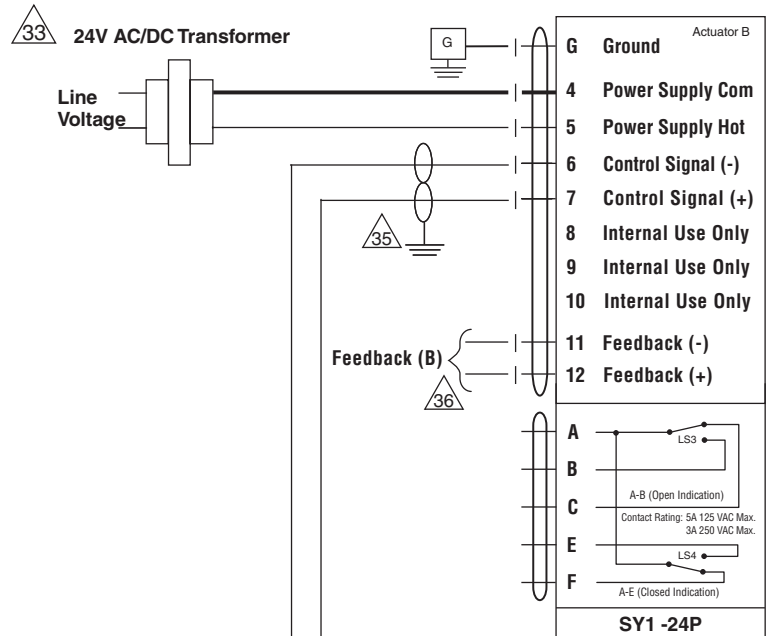 33 24V AC/DC Transformer
Line
Voltage
G
Actuator B
G Ground
4 Power Supply Com
5 Power Supply Hot
6 Control Signal (-)
7 Control Signal (+)
35
8 Internal Use Only
9 Internal Use Only
10 Internal Use Only
Feedback (B)
36
11 Feedback (-)
12 Feedback (+)
A
LS3
B
A-B (Open Indication)
C
Contact Rating: 5A 125 VAC Max.
3A 250 VAC Max.
E
LS4
F
A-E (Closed Indication)
SY1 -24P